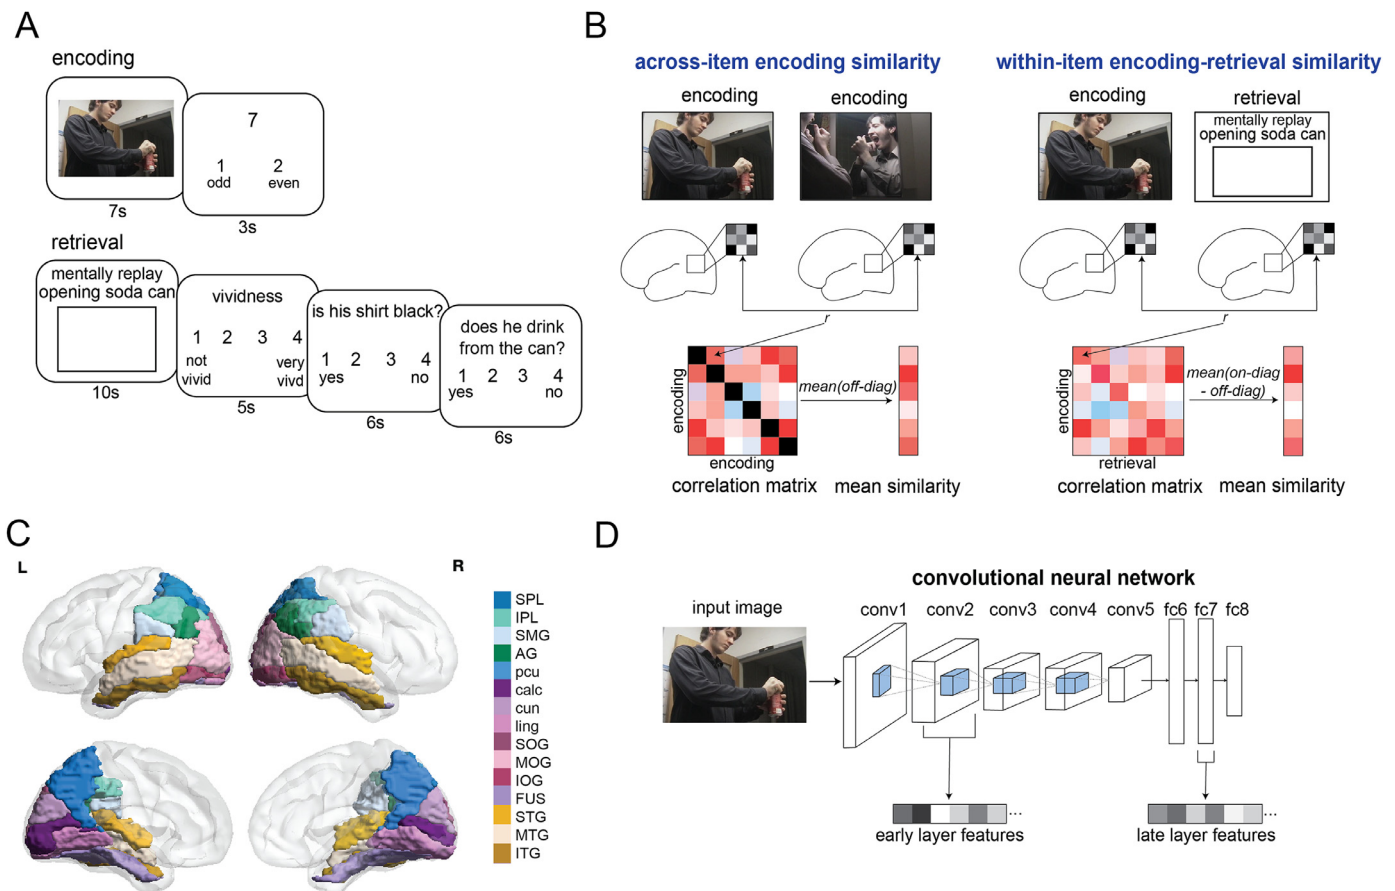 A
encoding
7
1 2
odd even
7s
3s
retrieval
mentally replay
opening soda can
10s
vividness
1 2 3 4
not very
vivid vivd
5s
is his shirt black?
1 2 3 4
yes no
6s
does he drink
from the can?
1 2 3 4
yes no
6s
B
across-item encoding similarity
encoding encoding
r
encoding
mean(off-diag)
encoding
correlation matrix mean similarity
within-item encoding-retrieval similarity
encoding retrieval
mentally replay
opening soda can
r
encoding
mean(on-diag
- off-diag)
retrieval
correlation matrix mean similarity
C
L R
SPL
IPL
SMG
AG
pcu
calc
cun
ling
SOG
MOG
IOG
FUS
STG
MTG
ITG
D
convolutional neural network
input image conv1 conv2 conv3 conv4 conv5 fc6 fc7 fc8
...
early layer features
...
late layer features